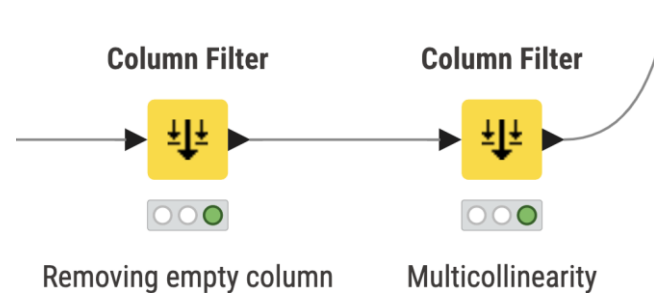 Column Filter
Column Filter
Removing empty column
Multicollinearity